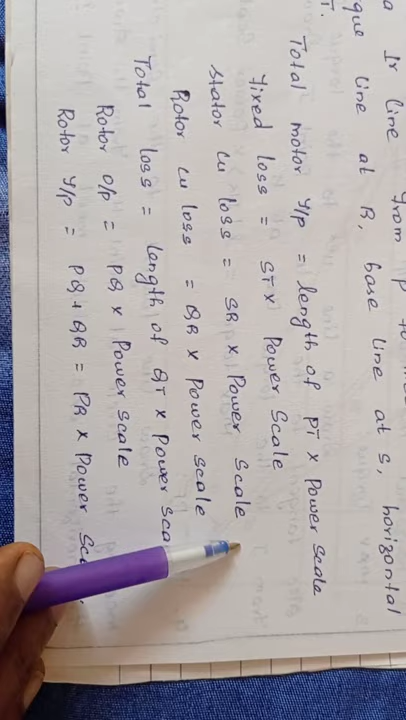 a Ir line from P
que line at R, base line at S, horizontal
T.
Total motor y/p = length of PT x Power Scale
fixed loss = ST x Power Scale
Stator cu loss = SR x Power Scale
Rotor cu loss = QR x Power Scale
Total loss = length of QT x Power Sca
Rotor o/p = PQ x Power Scale
Rotor y/p = PQ + QR = PR x Power Sc